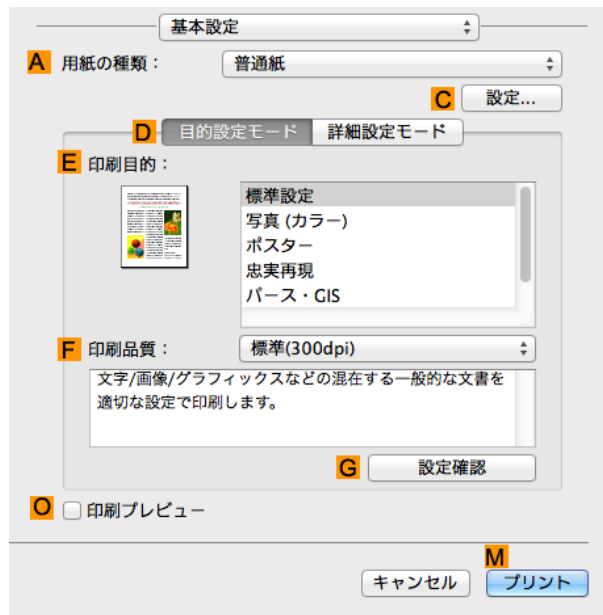 基本設定
A 用紙の種類： 普通紙
C 設定...
D 目的設定モード 詳細設定モード
E 印刷目的：
標準設定
写真 (カラー)
ポスター
忠実再現
パース・GIS
F 印刷品質： 標準(300dpi)
文字/画像/グラフィックスなどの混在する一般的な文書を
適切な設定で印刷します。
G 設定確認
O 印刷プレビュー
M
キャンセル プリント